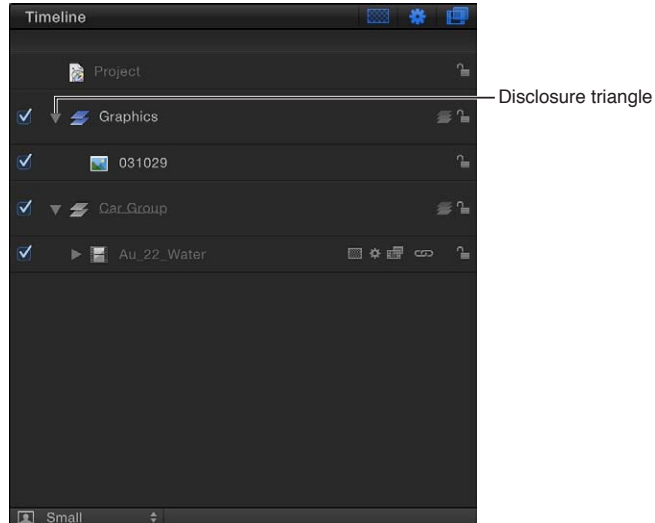 Timeline
Project
Disclosure triangle
Graphics
031029
Car Group
Au_22_Water
Small